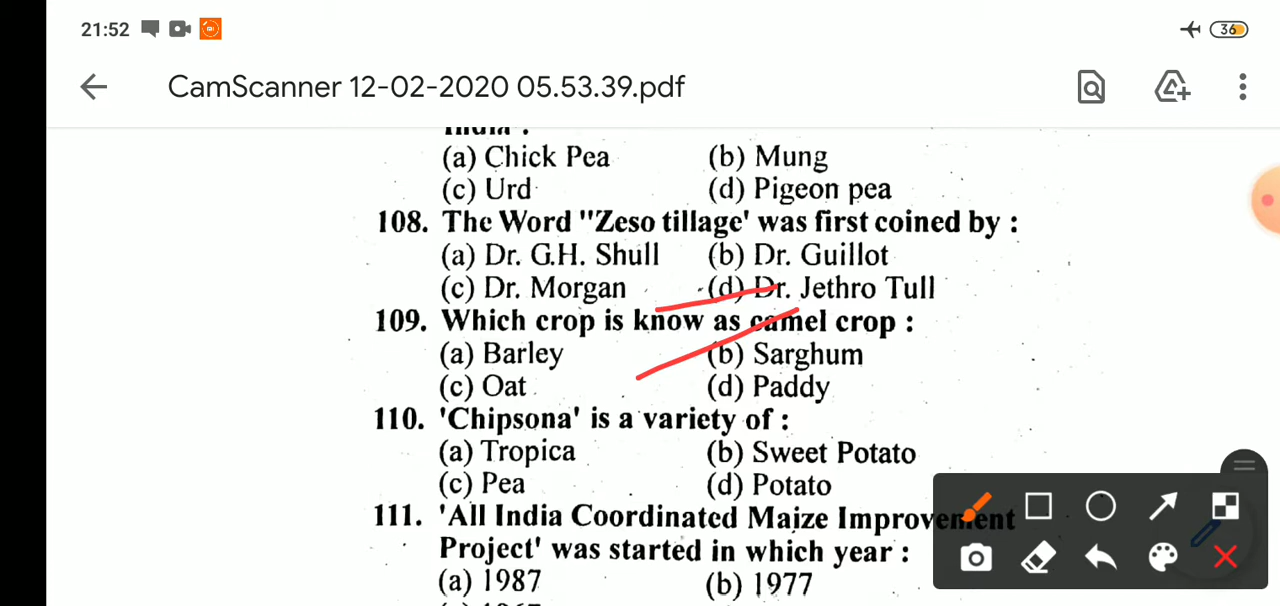 21:52
36
CamScanner 12-02-2020 05.53.39.pdf
India :
(a) Chick Pea (b) Mung
(c) Urd (d) Pigeon pea
108. The Word "Zeso tillage' was first coined by :
(a) Dr. G.H. Shull (b) Dr. Guillot
(c) Dr. Morgan (d) Dr. Jethro Tull
109. Which crop is know as camel crop :
(a) Barley (b) Sarghum
(c) Oat (d) Paddy
110. 'Chipsona' is a variety of :
(a) Tropica (b) Sweet Potato
(c) Pea (d) Potato
111. 'All India Coordinated Maize Improvement
Project' was started in which year :
(a) 1987 (b) 1977